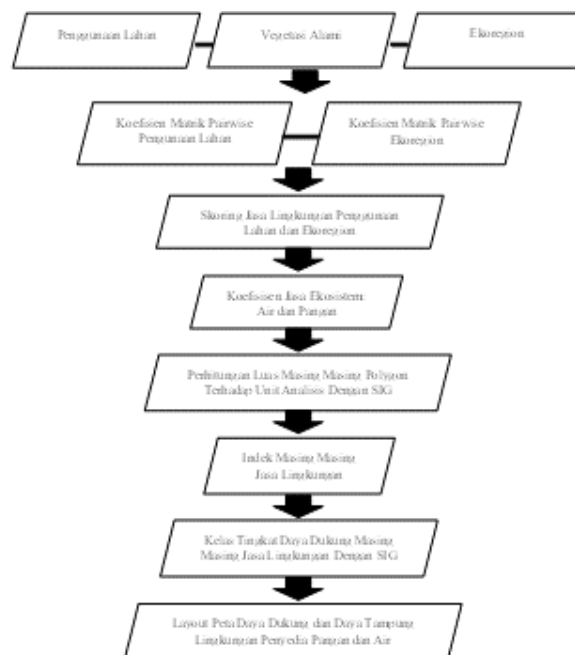 Penggunaan Lahan
Vegetasi Alami
Ekoregion
Koefisien Matrik Pairwise
Pengunaan Lahan
Koefisien Matrik Pairwise
Ekoregion
Skoring Jasa Lingkungan Penggunaan
Lahan dan Ekoregion
Koefisisen Jasa Ekosistem
Air dan Pangan
Perhitungan Luas Masing Masing Polygon
Terhadap Unit Analisis Dengan SIG
Indek Masing Masing
Jasa Lingkungan
Kelas Tingkat Daya Dukung Masing
Masing Jasa Lingkungan Dengan SIG
Layout Peta Daya Dukung dan Daya Tampung
Lingkungan Penyedia Pangan dan Air